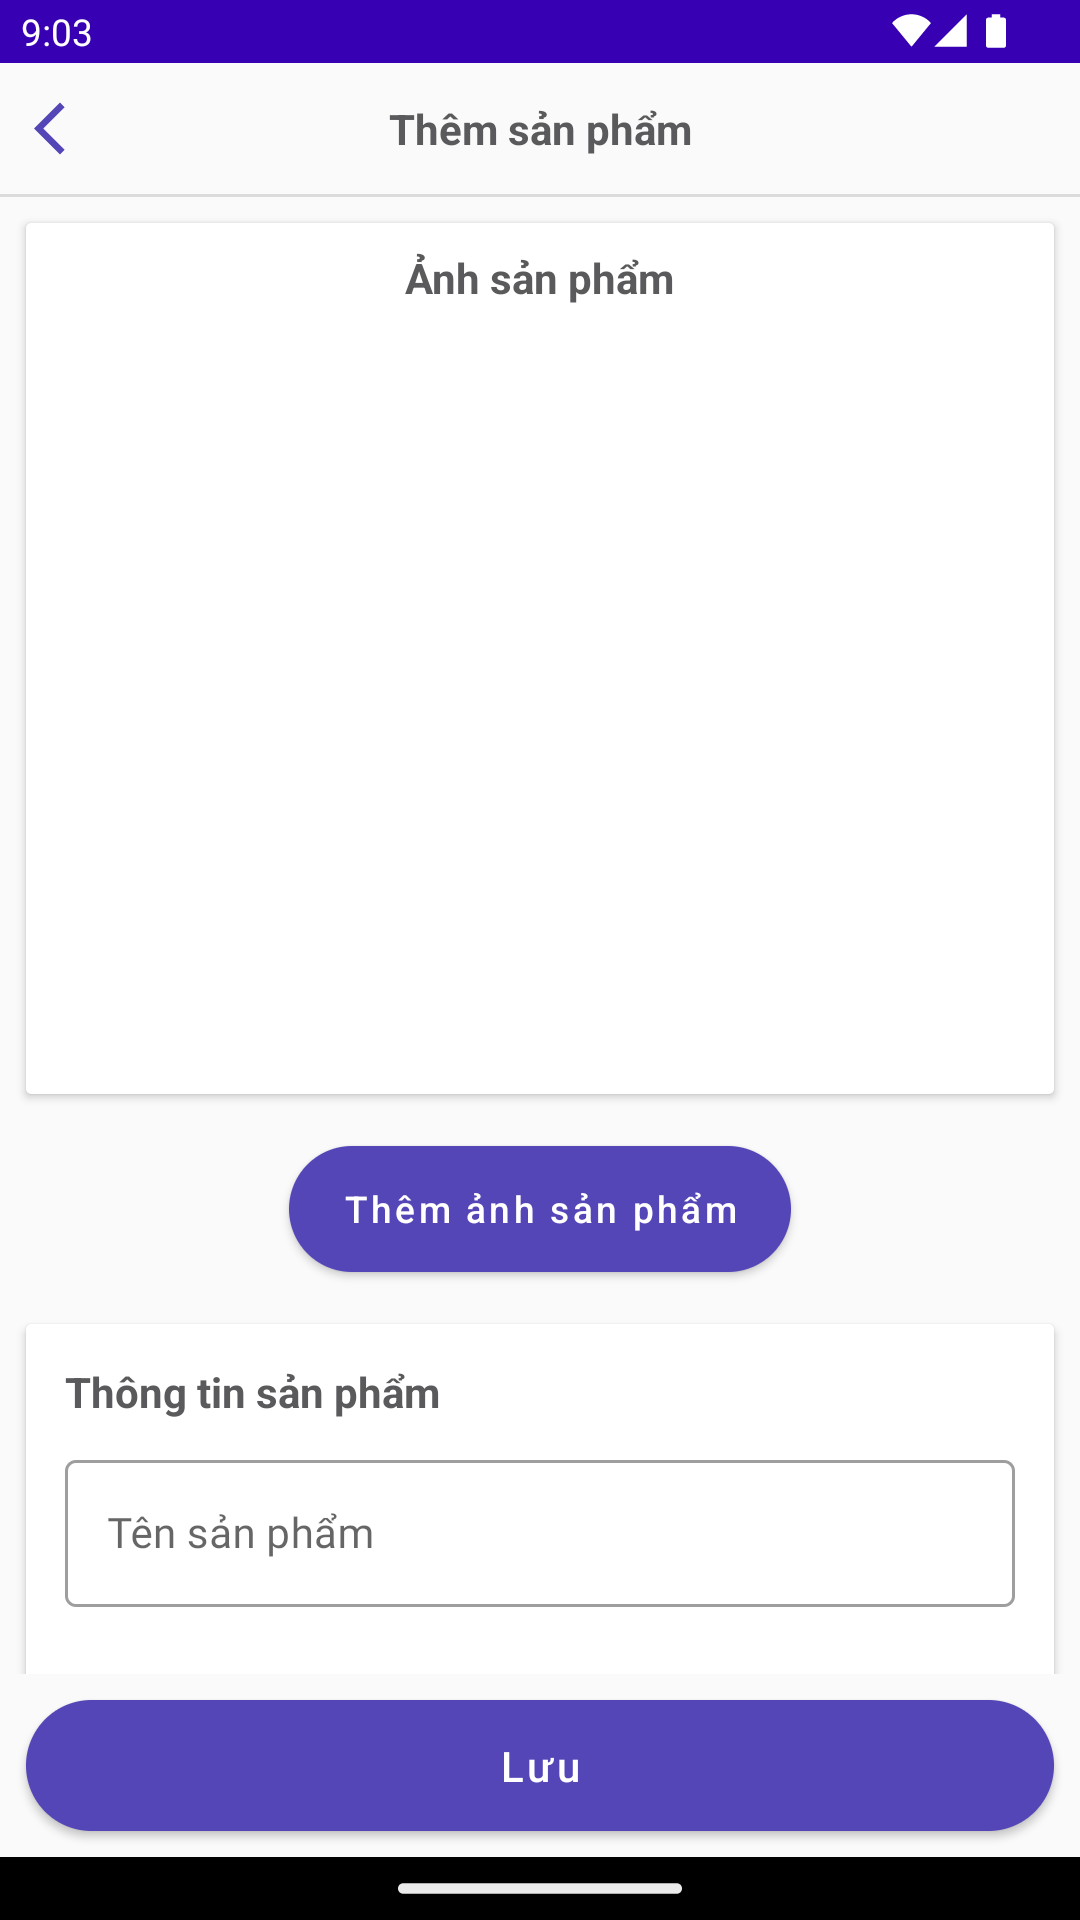 9:03
Thêm sản phẩm
Ảnh sản phẩm
Thêm ảnh sản phẩm
Thông tin sản phẩm
Tên sản phẩm
Lưu